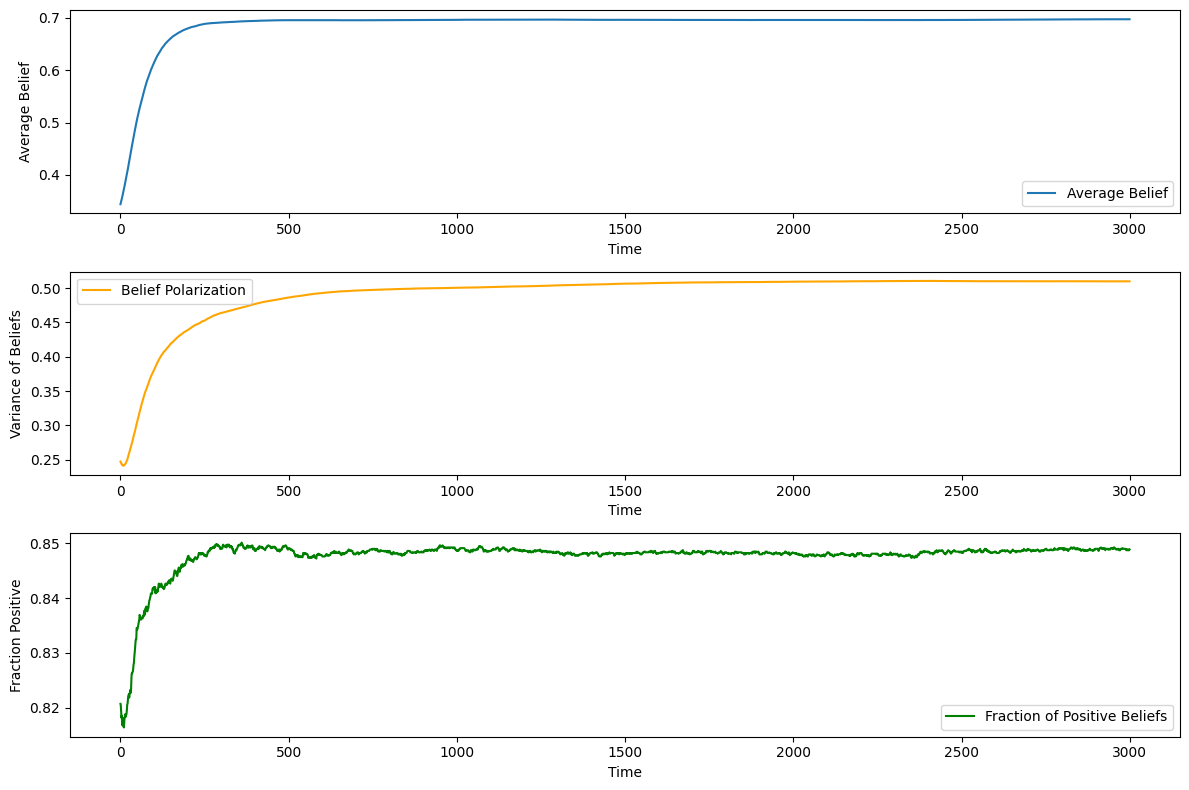 Average Belief
0.7
0.6
0.5
0.4
Average Belief
0 500 1000 1500 2000 2500 3000
Time
Variance of Beliefs
0.50
0.45
0.40
0.35
0.30
0.25
Belief Polarization
0 500 1000 1500 2000 2500 3000
Time
Fraction Positive
0.85
0.84
0.83
0.82
Fraction of Positive Beliefs
0 500 1000 1500 2000 2500 3000
Time